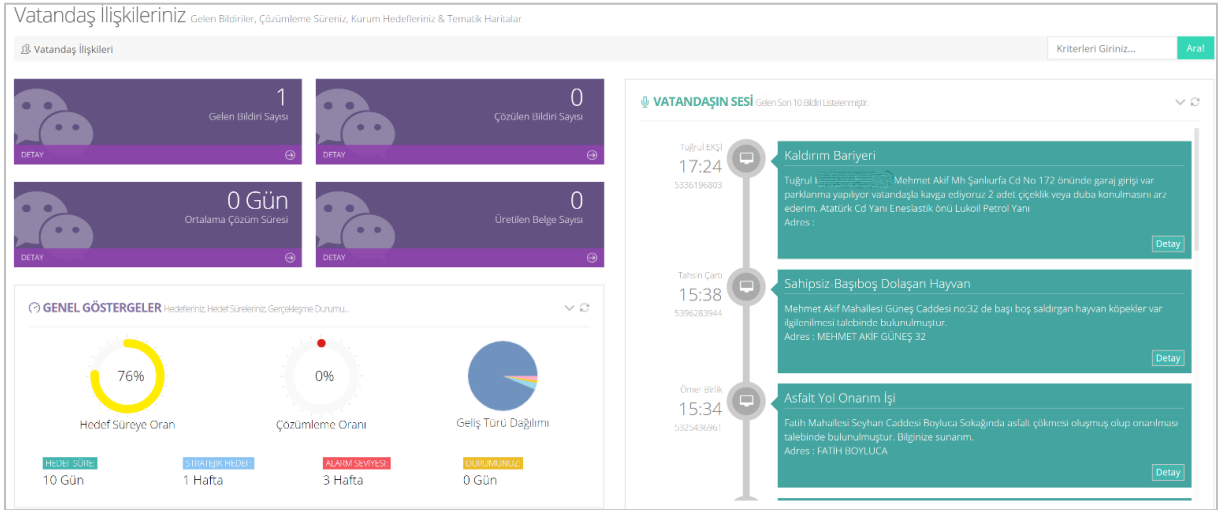 Vatandaş İlişkileriniz Gelen Bildiriler, Çözümleme Süreniz, Kurum Hedefleriniz & Tematik Haritalar
Vatandaş İlişkileri
Kriterleri Giriniz...
Ara!
1
Gelen Bildiri Sayısı
DETAY
0
Çözülen Bildiri Sayısı
DETAY
0 Gün
Ortalama Çözüm Süresi
DETAY
0
Üretilen Belge Sayısı
DETAY
GENEL GÖSTERGELER Hedefleriniz, Hedef Süreleriniz, Gerçekleşme Durumu...
76%
Hedef Süreye Oran
0%
Çözümleme Oranı
Geliş Türü Dağılımı
HEDEF SÜRE:
10 Gün
STRATEJİK HEDEF:
1 Hafta
ALARM SEVİYESİ:
3 Hafta
DURUMUNUZ:
0 Gün
VATANDAŞIN SESİ Gelen Son 10 Bildiri Listelenmiştir.
Tuğrul EKŞİ
17:24
5336196803
Kaldırım Bariyeri
Tuğrul Mehmet Akif Mh Şanlıurfa Cd No 172 önünde garaj girişi var
parklanma yapılıyor vatandaşla kavga ediyoruz 2 adet çiçeklik veya duba konulmasını arz
ederim. Atatürk Cd Yanı Eneslastik önü Lukoil Petrol Yanı
Adres :
Detay
Tahsin Çartı
15:38
5396283944
Sahipsiz-Başıboş Dolaşan Hayvan
Mehmet Akif Mahallesi Güneş Caddesi no:32 de başı boş saldırgan hayvan köpekler var
ilgilenilmesi talebinde bulunulmuştur.
Adres : MEHMET AKİF GÜNEŞ 32
Detay
Ömer Birlik
15:34
5325436961
Asfalt Yol Onarım İşi
Fatih Mahallesi Seyhan Caddesi Boyluca Sokağında asfalt çökmesi oluşmuş olup onarılması
talebinde bulunulmuştur. Bilginize sunarım.
Adres : FATİH BOYLUCA
Detay